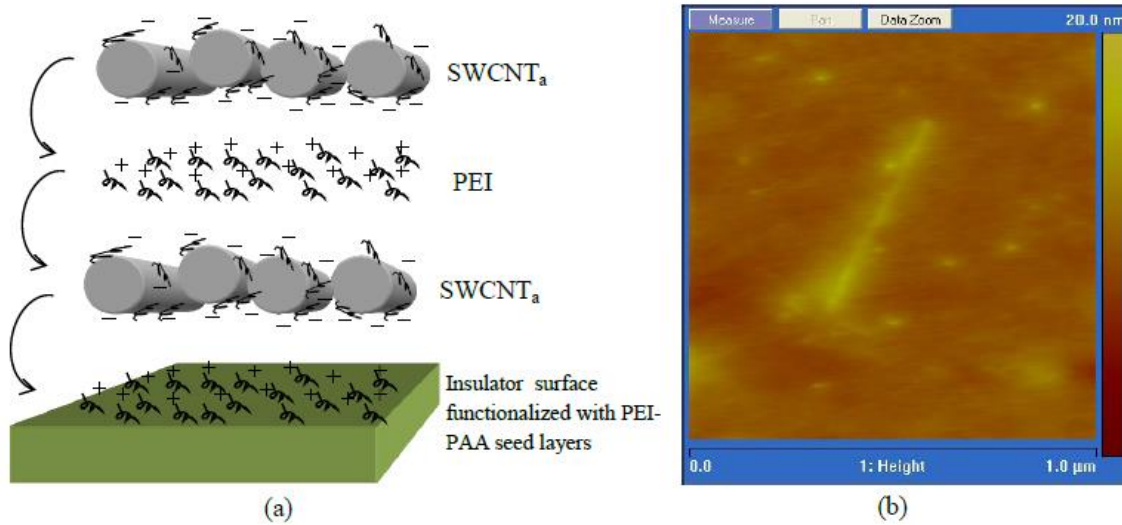 SWCNTa
PEI
SWCNTa
Insulator surface
functionalized with PEI-
PAA seed layers
(a)
Measure
Pan
Data Zoom
20.0 nm
0.0
1: Height
1.0 µm
(b)